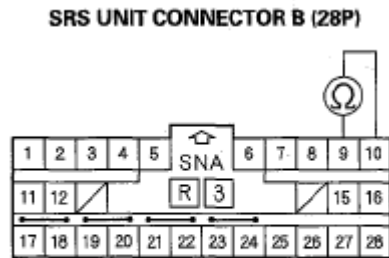 SRS UNIT CONNECTOR B (28P)
Ω
1 2 3 4 5 SNA 6 7 8 9 10
11 12 R 3 15 16
17 18 19 20 21 22 23 24 25 26 27 28